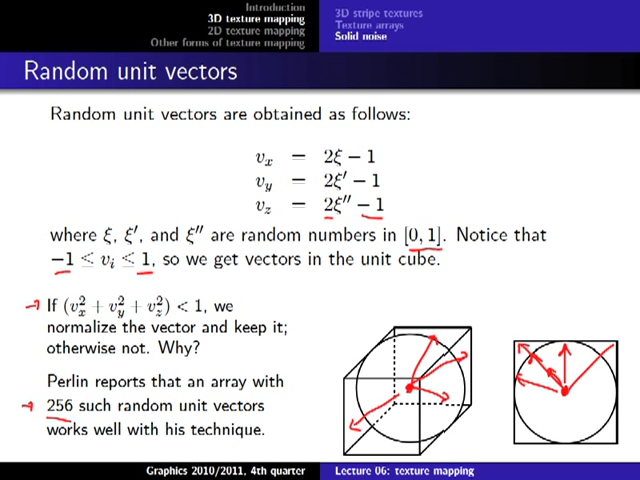 Introduction
3D texture mapping
2D texture mapping
Other forms of texture mapping
3D stripe textures
Texture arrays
Solid noise
Random unit vectors
Random unit vectors are obtained as follows:
vx = 2ξ − 1
vy = 2ξ′ − 1
vz = 2ξ″ − 1
where ξ, ξ′, and ξ″ are random numbers in [0, 1]. Notice that
−1 ≤ vi ≤ 1, so we get vectors in the unit cube.
If (vx² + vy² + vz²) < 1, we
normalize the vector and keep it;
otherwise not. Why?
Perlin reports that an array with
256 such random unit vectors
works well with his technique.
Graphics 2010/2011, 4th quarter
Lecture 06: texture mapping